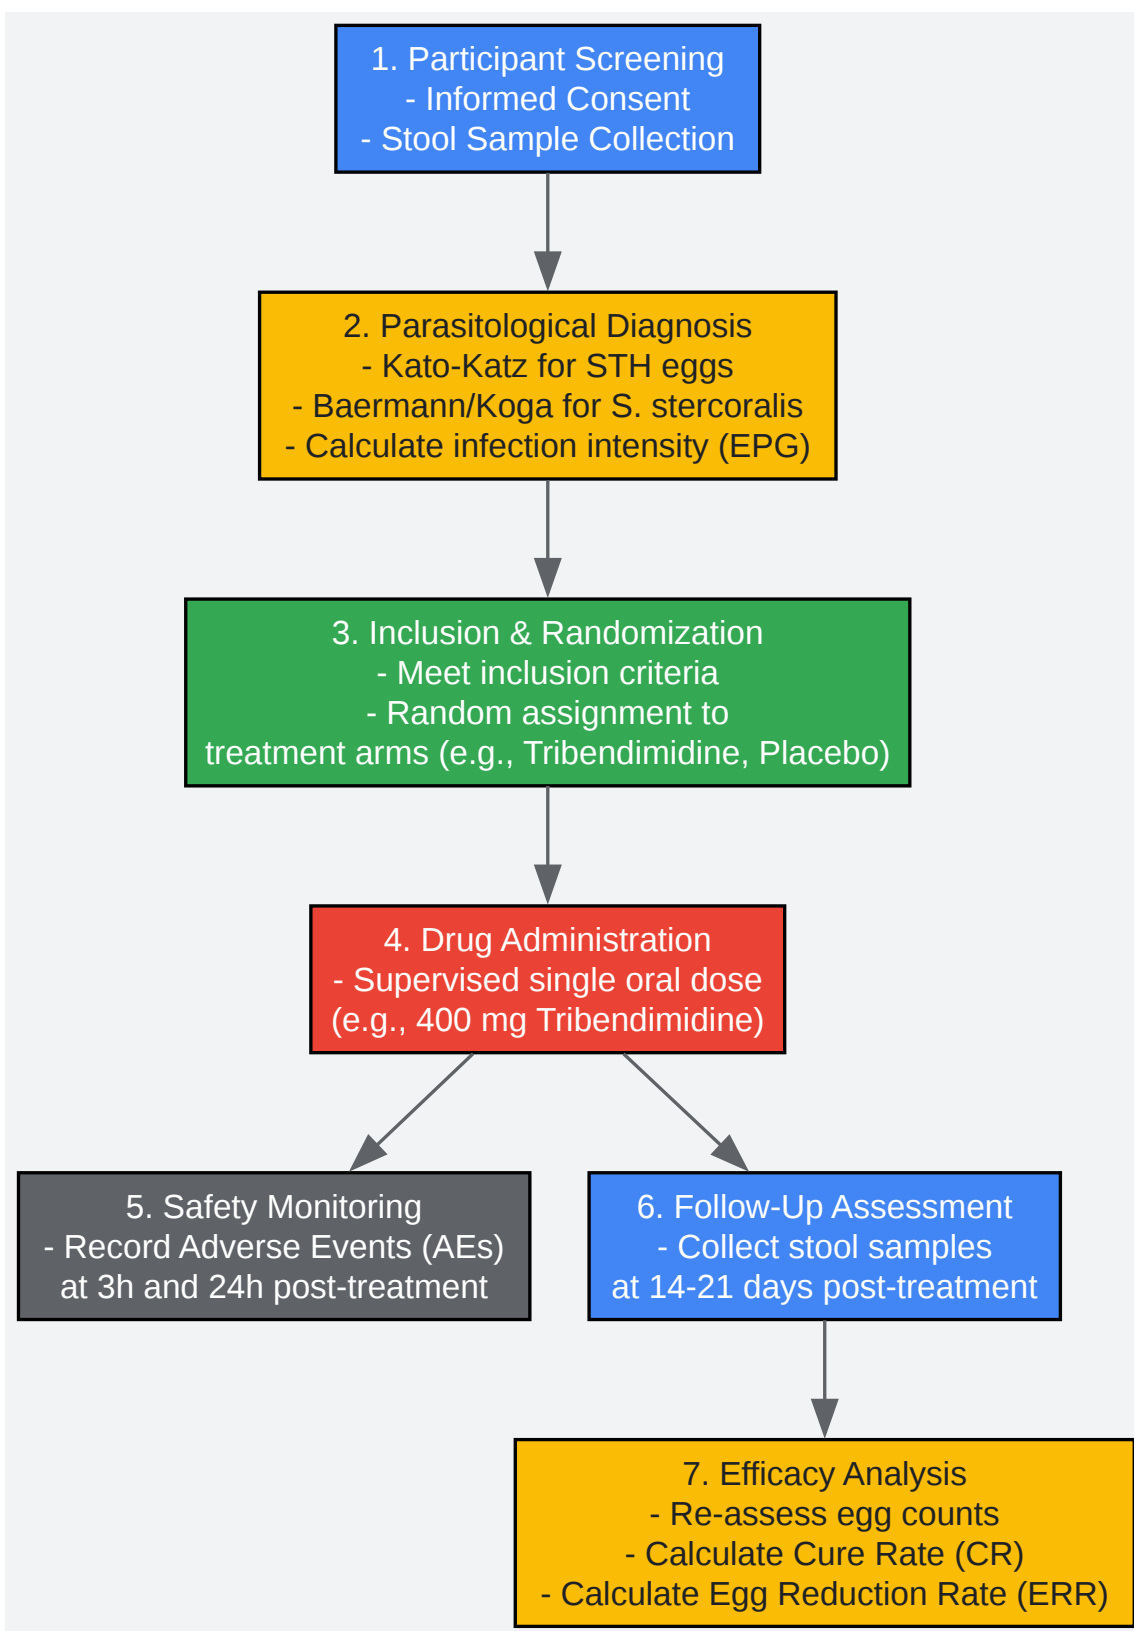 1. Participant Screening
- Informed Consent
- Stool Sample Collection
2. Parasitological Diagnosis
- Kato-Katz for STH eggs
- Baermann/Koga for S. stercoralis
- Calculate infection intensity (EPG)
3. Inclusion & Randomization
- Meet inclusion criteria
- Random assignment to
treatment arms (e.g., Tribendimidine, Placebo)
4. Drug Administration
- Supervised single oral dose
(e.g., 400 mg Tribendimidine)
5. Safety Monitoring
- Record Adverse Events (AEs)
at 3h and 24h post-treatment
6. Follow-Up Assessment
- Collect stool samples
at 14-21 days post-treatment
7. Efficacy Analysis
- Re-assess egg counts
- Calculate Cure Rate (CR)
- Calculate Egg Reduction Rate (ERR)